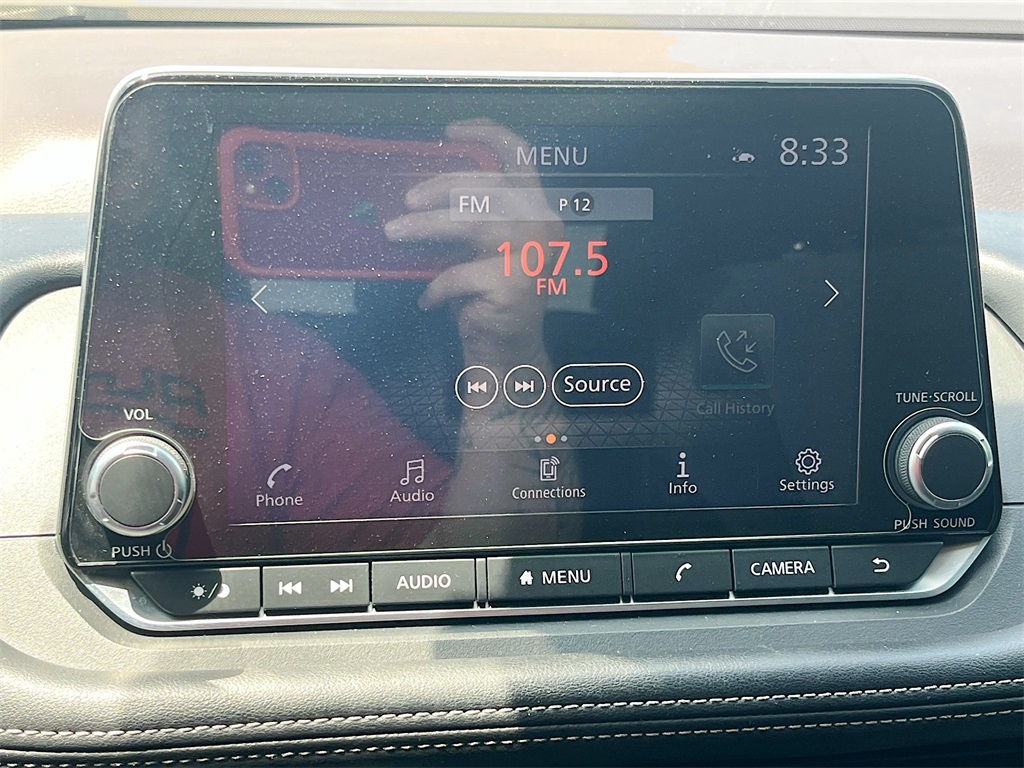 MENU
8:33
FM P 12
107.5
FM
Source
Call History
VOL
TUNE·SCROLL
Phone
Audio
Connections
Info
Settings
PUSH
PUSH SOUND
AUDIO
MENU
CAMERA